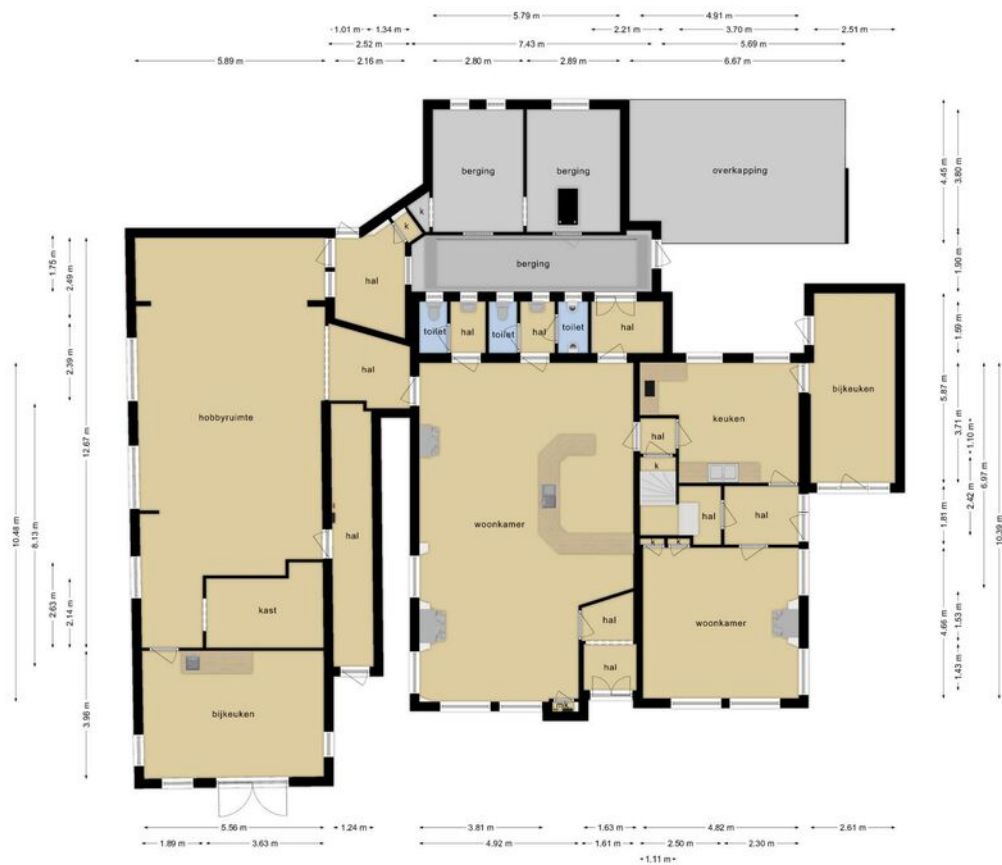 5.79 m 4.91 m
1.01 m 1.34 m 2.21 m 3.70 m 2.51 m
2.52 m 7.43 m 5.69 m
5.89 m 2.16 m 2.80 m 2.89 m 6.67 m
berging berging overkapping
4.45 m 3.80 m
k
k
1.75 m 2.49 m
hal berging
1.90 m
toilet hal toilet hal toilet hal
1.59 m
2.39 m
hal
bijkeuken
5.87 m 3.71 m
hobbyruimte
keuken
hal
1.10 m
k
12.67 m
6.97 m
2.42 m
10.48 m 8.13 m
woonkamer
hal hal
1.81 m
10.39 m
hal
k k
2.63 m 2.14 m
kast
hal
woonkamer
4.66 m 1.53 m
hal
1.43 m
mk
3.96 m
bijkeuken
5.56 m 1.24 m 3.81 m 1.63 m 4.82 m 2.61 m
1.89 m 3.63 m 4.92 m 1.61 m 2.50 m 2.30 m
1.11 m